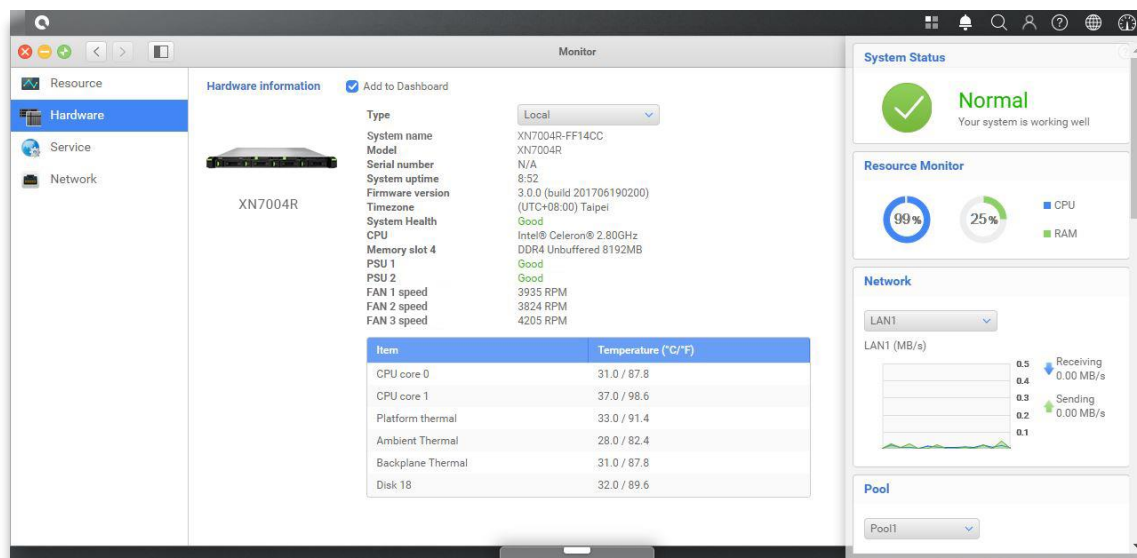 Monitor
Resource
Hardware
Service
Network
Hardware information
Add to Dashboard
XN7004R
Type Local
System name XN7004R-FF14CC
Model XN7004R
Serial number N/A
System uptime 8:52
Firmware version 3.0.0 (build 201706190200)
Timezone (UTC+08:00) Taipei
System Health Good
CPU Intel® Celeron® 2.80GHz
Memory slot 4 DDR4 Unbuffered 8192MB
PSU 1 Good
PSU 2 Good
FAN 1 speed 3935 RPM
FAN 2 speed 3824 RPM
FAN 3 speed 4205 RPM
Item Temperature (°C/°F)
CPU core 0 31.0 / 87.8
CPU core 1 37.0 / 98.6
Platform thermal 33.0 / 91.4
Ambient Thermal 28.0 / 82.4
Backplane Thermal 31.0 / 87.8
Disk 18 32.0 / 89.6
System Status
Normal
Your system is working well
Resource Monitor
99%
25%
CPU
RAM
Network
LAN1
LAN1 (MB/s)
0.5
0.4
0.3
0.2
0.1
Receiving
0.00 MB/s
Sending
0.00 MB/s
Pool
Pool1